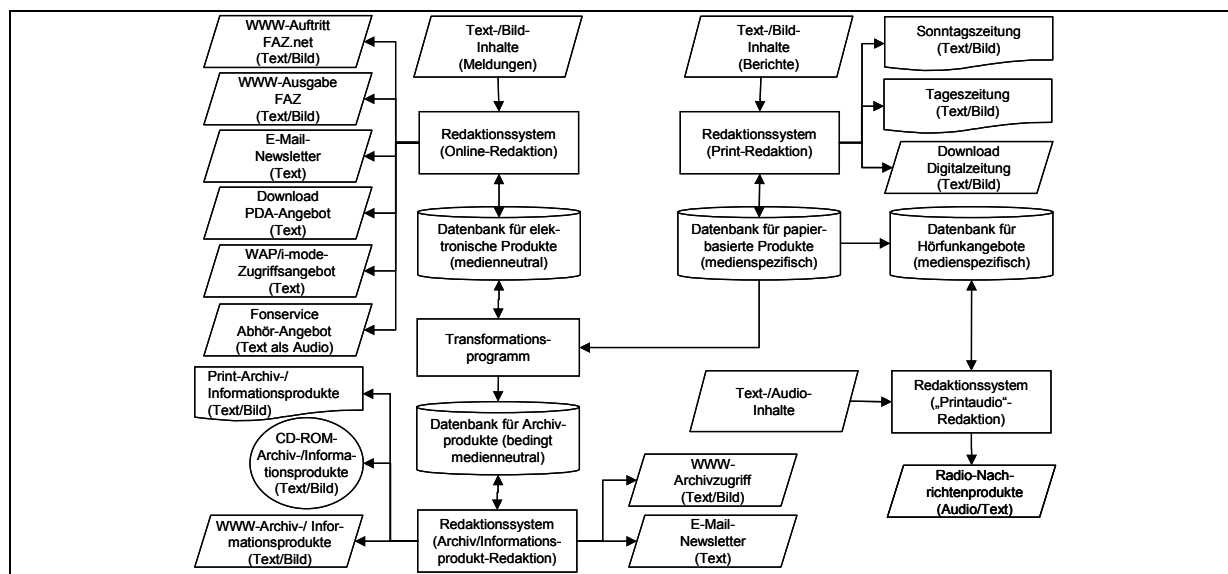 WWW-Auftritt
FAZ.net
(Text/Bild)
WWW-Ausgabe
FAZ
(Text/Bild)
E-Mail-
Newsletter
(Text)
Download
PDA-Angebot
(Text)
WAP/i-mode-
Zugriffsangebot
(Text)
Fonservice
Abhör-Angebot
(Text als Audio)
Text-/Bild-
Inhalte
(Meldungen)
Redaktionssystem
(Online-Redaktion)
Datenbank für elek-
tronische Produkte
(medienneutral)
Transformations-
programm
Datenbank für Archiv-
produkte (bedingt
medienneutral)
Redaktionssystem
(Archiv/Informations-
produkt-Redaktion)
Print-Archiv-/
Informationsprodukte
(Text/Bild)
CD-ROM-
Archiv-/Informa-
tionsprodukte
(Text/Bild)
WWW-Archiv-/ Infor-
mationsprodukte
(Text/Bild)
WWW-
Archivzugriff
(Text/Bild)
E-Mail-
Newsletter
(Text)
Text-/Bild-
Inhalte
(Berichte)
Redaktionssystem
(Print-Redaktion)
Datenbank für papier-
basierte Produkte
(medienspezifisch)
Sonntagszeitung
(Text/Bild)
Tageszeitung
(Text/Bild)
Download
Digitalzeitung
(Text/Bild)
Datenbank für
Hörfunkangebote
(medienspezifisch)
Text-/Audio-
Inhalte
Redaktionssystem
(„Printaudio“-
Redaktion)
Radio-Nach-
richtenprodukte
(Audio/Text)